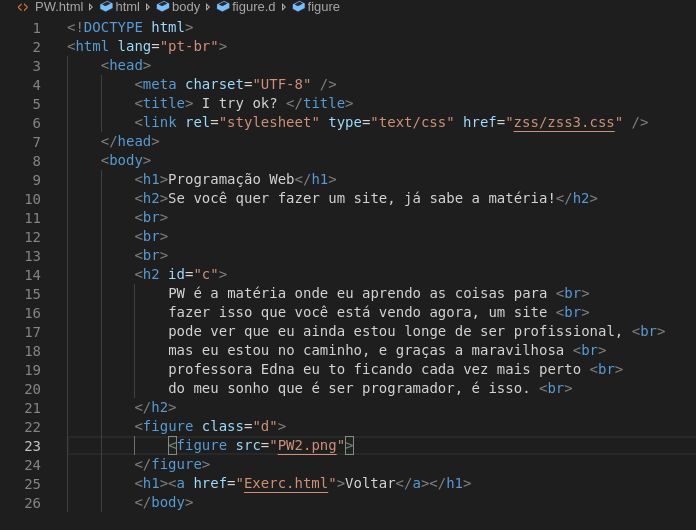 PW.html > html > body > figure.d > figure
1 <!DOCTYPE html>
2 <html lang="pt-br">
3 <head>
4 <meta charset="UTF-8" />
5 <title> I try ok? </title>
6 <link rel="stylesheet" type="text/css" href="zss/zss3.css" />
7 </head>
8 <body>
9 <h1>Programação Web</h1>
10 <h2>Se você quer fazer um site, já sabe a matéria!</h2>
11 <br>
12 <br>
13 <br>
14 <h2 id="c">
15 PW é a matéria onde eu aprendo as coisas para <br>
16 fazer isso que você está vendo agora, um site <br>
17 pode ver que eu ainda estou longe de ser profissional, <br>
18 mas eu estou no caminho, e graças a maravilhosa <br>
19 professora Edna eu to ficando cada vez mais perto <br>
20 do meu sonho que é ser programador, é isso. <br>
21 </h2>
22 <figure class="d">
23 <figure src="PW2.png">
24 </figure>
25 <h1><a href="Exerc.html">Voltar</a></h1>
26 </body>